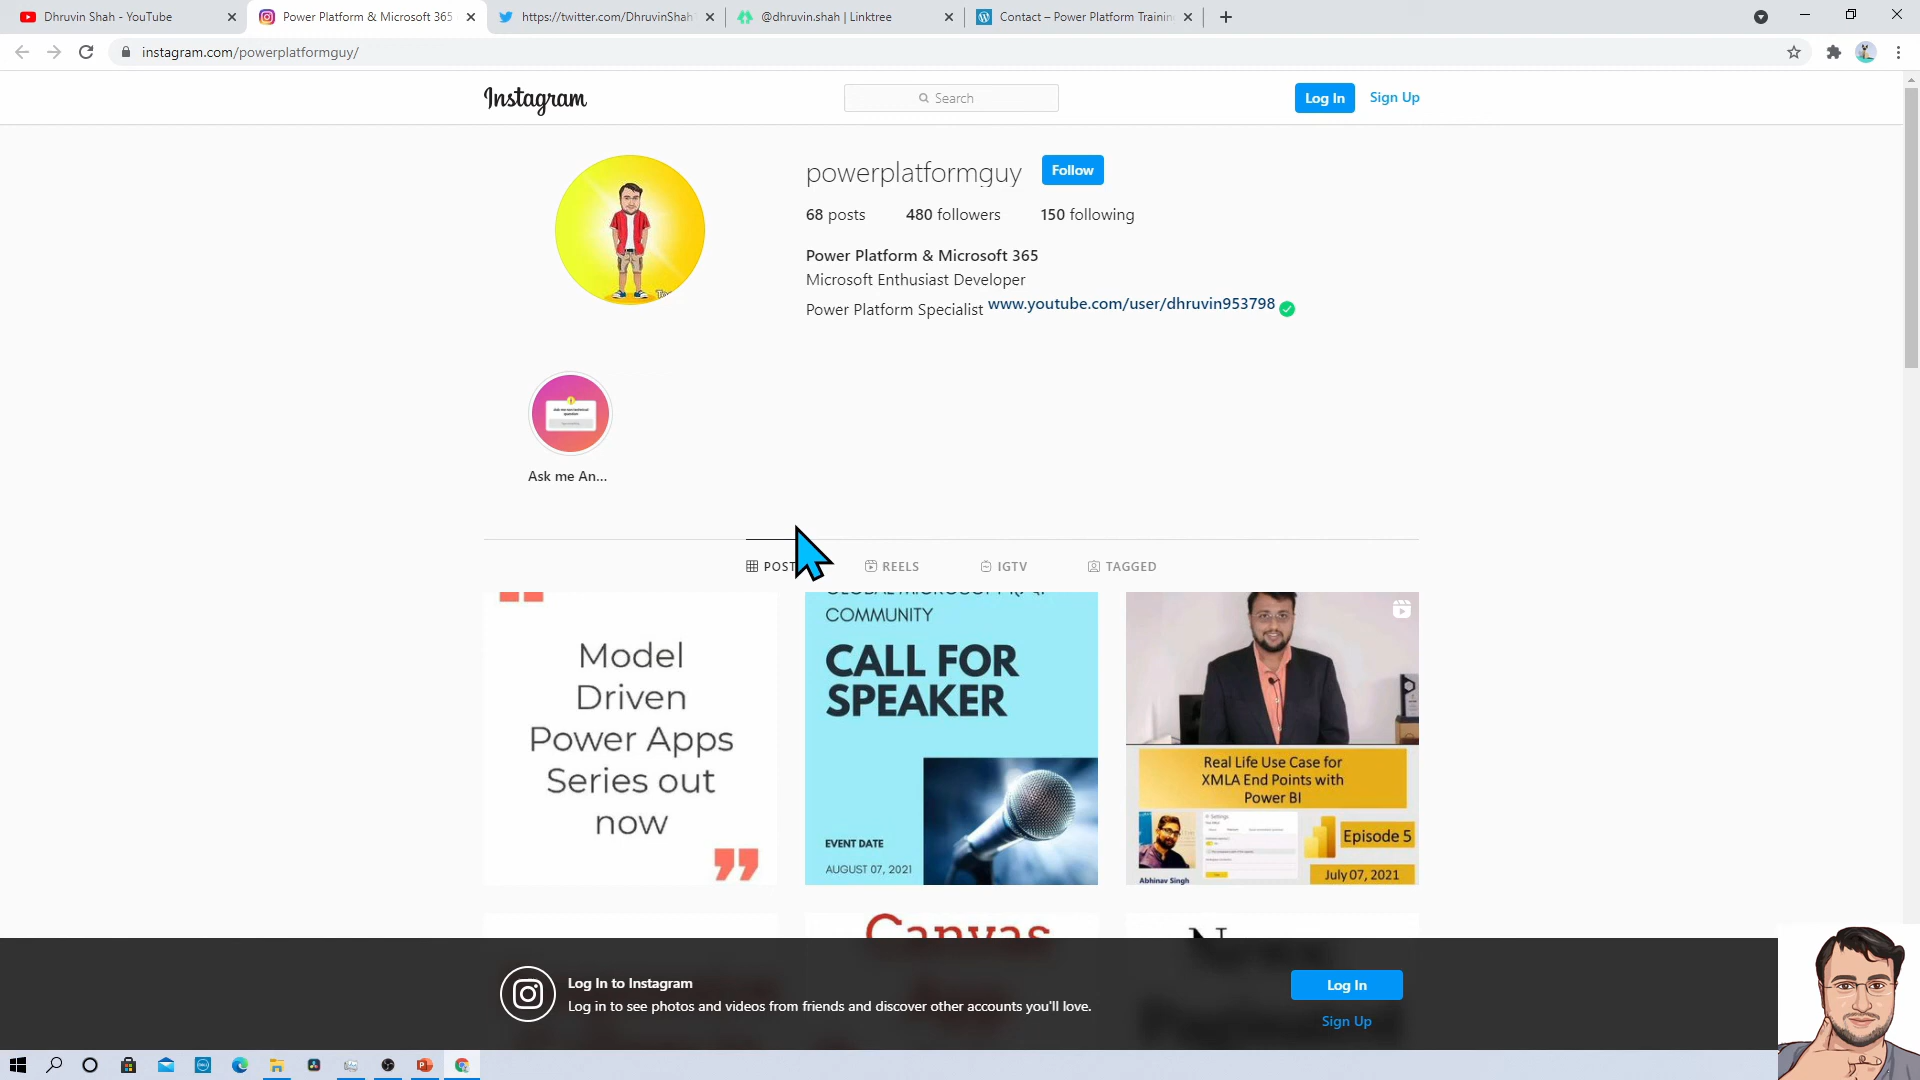 Dhruvin Shah - YouTube
Power Platform & Microsoft 365
https://twitter.com/DhruvinShah
@dhruvin.shah | Linktree
Contact – Power Platform Trainin
instagram.com/powerplatformguy/
Instagram
Search
Log In
Sign Up
powerplatformguy
Follow
68 posts
480 followers
150 following
Power Platform & Microsoft 365
Microsoft Enthusiast Developer
Power Platform Specialist www.youtube.com/user/dhruvin953798
Ask me An...
POST
REELS
IGTV
TAGGED
Model
Driven
Power Apps
Series out
now
COMMUNITY
CALL FOR
SPEAKER
EVENT DATE
AUGUST 07, 2021
Real Life Use Case for
XMLA End Points with
Power BI
Episode 5
Abhinav Singh
July 07, 2021
Canvas
Log In to Instagram
Log in to see photos and videos from friends and discover other accounts you'll love.
Log In
Sign Up